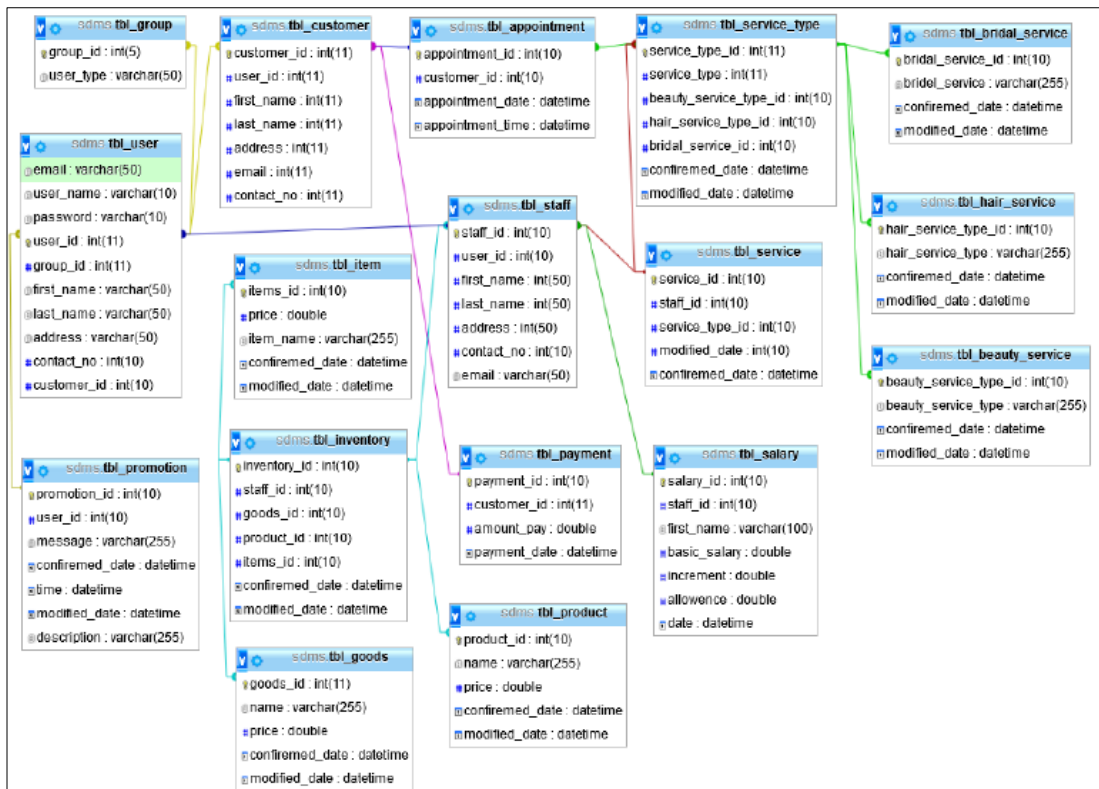 sdms.tbl_group
group_id : int(5)
user_type : varchar(50)
sdms.tbl_customer
customer_id : int(11)
user_id : int(11)
first_name : int(11)
last_name : int(11)
address : int(11)
email : int(11)
contact_no : int(11)
sdms.tbl_appointment
appointment_id : int(10)
customer_id : int(10)
appointment_date : datetime
appointment_time : datetime
sdms.tbl_service_type
service_type_id : int(11)
service_type : int(11)
beauty_service_type_id : int(10)
hair_service_type_id : int(10)
bridal_service_id : int(10)
confiremed_date : datetime
modified_date : datetime
sdms.tbl_bridal_service
bridal_service_id : int(10)
bridel_service : varchar(255)
confiremed_date : datetime
modified_date : datetime
sdms.tbl_user
email : varchar(50)
user_name : varchar(10)
password : varchar(10)
user_id : int(11)
group_id : int(11)
first_name : varchar(50)
last_name : varchar(50)
address : varchar(50)
contact_no : int(10)
customer_id : int(10)
sdms.tbl_staff
staff_id : int(10)
user_id : int(10)
first_name : int(50)
last_name : int(50)
address : int(50)
contact_no : int(10)
email : varchar(50)
sdms.tbl_hair_service
hair_service_type_id : int(10)
hair_service_type : varchar(255)
confiremed_date : datetime
modified_date : datetime
sdms.tbl_item
items_id : int(10)
price : double
item_name : varchar(255)
confiremed_date : datetime
modified_date : datetime
sdms.tbl_service
service_id : int(10)
staff_id : int(10)
service_type_id : int(10)
modified_date : int(10)
confiremed_date : datetime
sdms.tbl_beauty_service
beauty_service_type_id : int(10)
beauty_service_type : varchar(255)
confiremed_date : datetime
modified_date : datetime
sdms.tbl_promotion
promotion_id : int(10)
user_id : int(10)
message : varchar(255)
confiremed_date : datetime
time : datetime
modified_date : datetime
description : varchar(255)
sdms.tbl_inventory
inventory_id : int(10)
staff_id : int(10)
goods_id : int(10)
product_id : int(10)
items_id : int(10)
confiremed_date : datetime
modified_date : datetime
sdms.tbl_payment
payment_id : int(10)
customer_id : int(11)
amount_pay : double
payment_date : datetime
sdms.tbl_salary
salary_id : int(10)
staff_id : int(10)
first_name : varchar(100)
basic_salary : double
increment : double
allowence : double
date : datetime
sdms.tbl_product
product_id : int(10)
name : varchar(255)
price : double
confiremed_date : datetime
modified_date : datetime
sdms.tbl_goods
goods_id : int(11)
name : varchar(255)
price : double
confiremed_date : datetime
modified_date : datetime